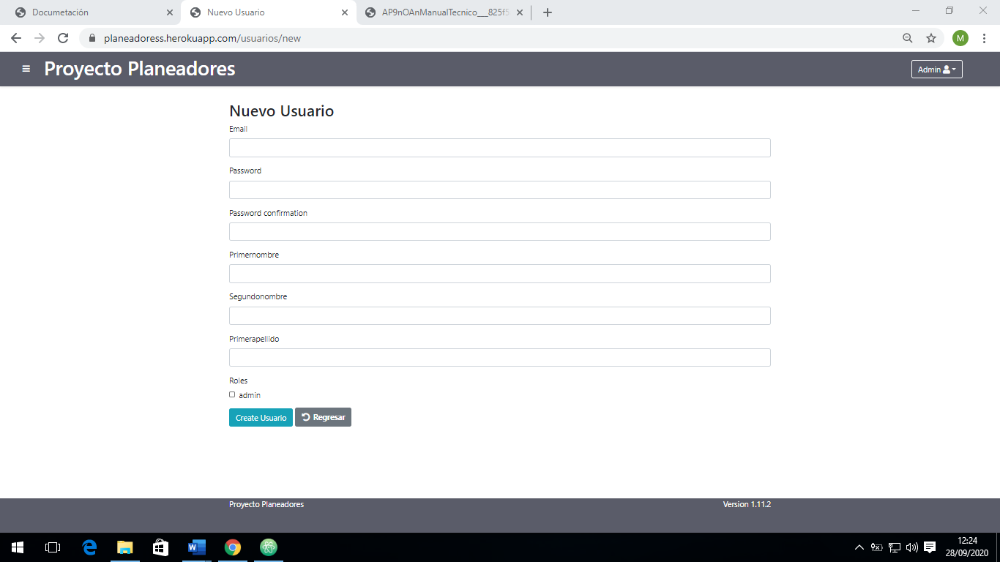 Documetación
Nuevo Usuario
AP9nOAnManualTecnico___825f5
planeadoress.herokuapp.com/usuarios/new
M
Proyecto Planeadores
Admin
Nuevo Usuario
Email
Password
Password confirmation
Primernombre
Segundonombre
Primerapellido
Roles
admin
Create Usuario
Regresar
Proyecto Planeadores
Version 1.11.2
12:24
28/09/2020